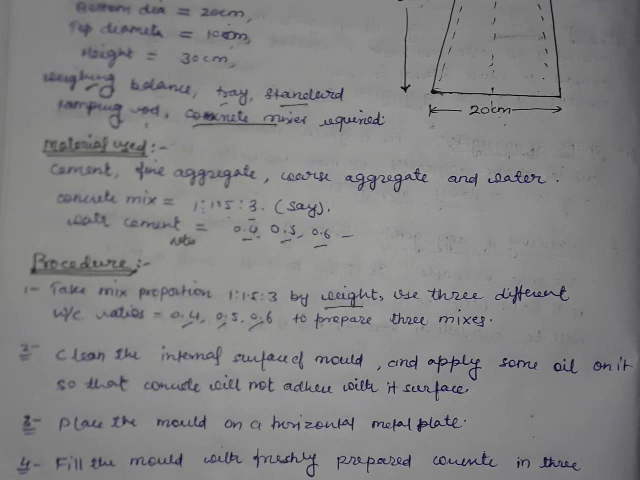 Bottom dia = 20cm,
Top diameter = 10cm,
Height = 30cm,
weighing balance, tray, standard
tamping rod, concrete mixer required.
20cm
Material used:-
Cement, fine aggregate, coarse aggregate and water.
concrete mix = 1:1.5:3. (say).
water cement = 0.4, 0.5, 0.6 -
ratio
Procedure:-
1- Take mix proportion 1:1.5:3 by weight, use three different
w/c ratios = 0.4, 0.5, 0.6 to prepare three mixes.
2- Clean the internal surface of mould, and apply some oil on it
so that concrete will not adhere with it surface.
3- Place the mould on a horizontal metal plate.
4- Fill the mould with freshly prepared concrete in three